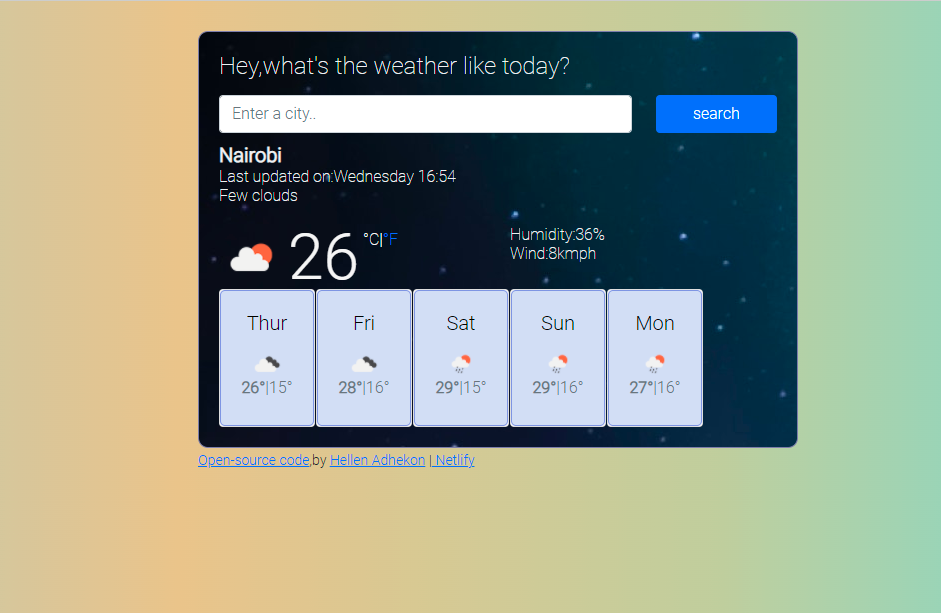 Hey,what's the weather like today?
Enter a city.. search
Nairobi
Last updated on:Wednesday 16:54
Few clouds
26 °C|°F
Humidity:36%
Wind:8kmph
Thur Fri Sat Sun Mon
26°|15° 28°|16° 29°|15° 29°|16° 27°|16°
Open-source code,by Hellen Adhekon | Netlify